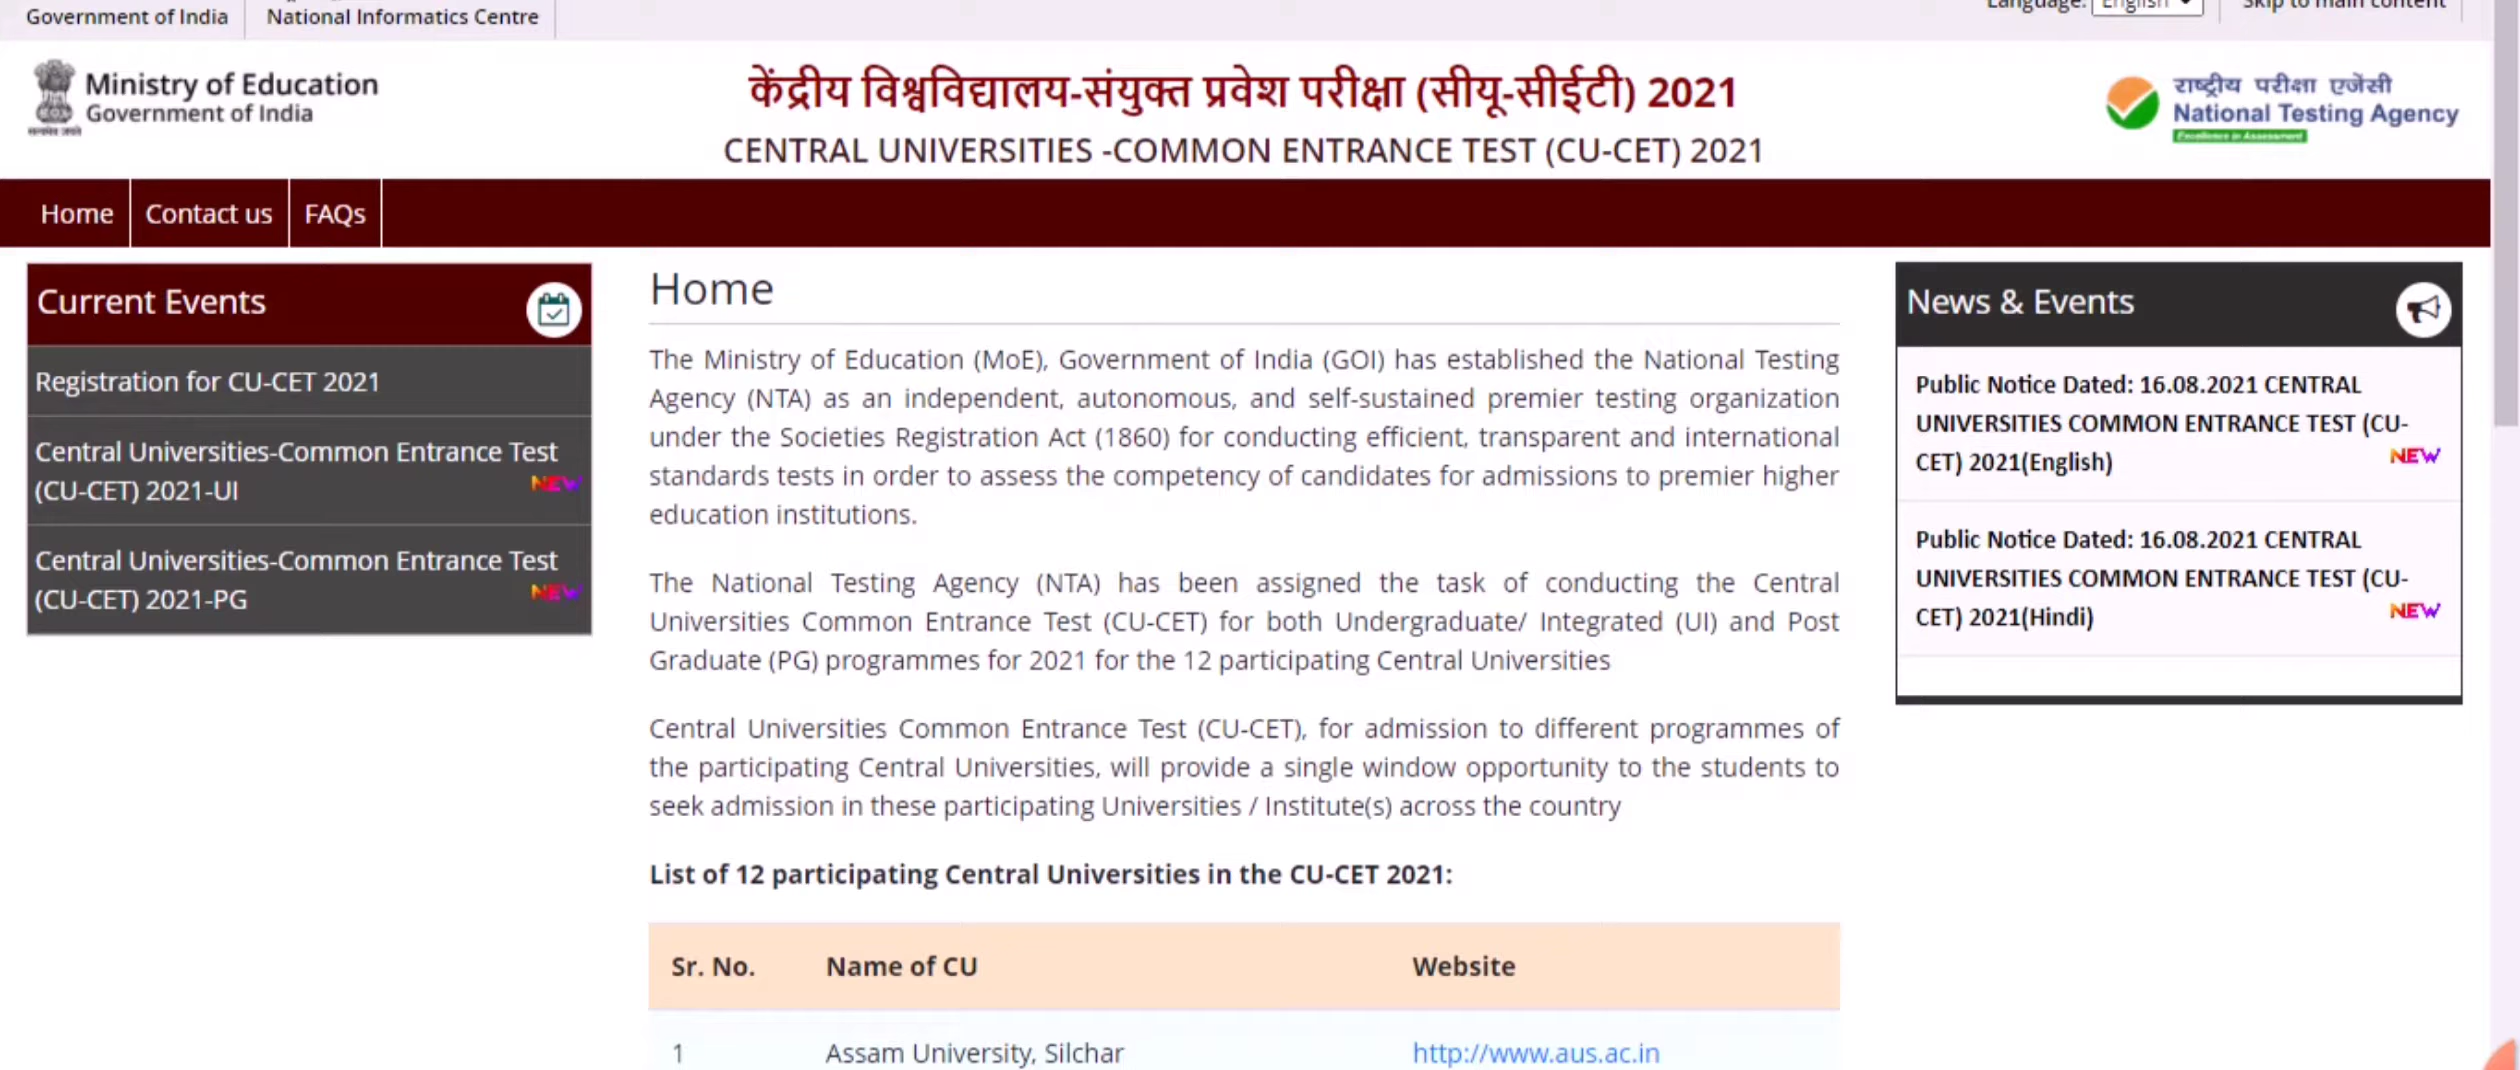 Government of India
National Informatics Centre
Language: English
Skip to main content
Ministry of Education
Government of India
केंद्रीय विश्वविद्यालय-संयुक्त प्रवेश परीक्षा (सीयू-सीईटी) 2021
CENTRAL UNIVERSITIES -COMMON ENTRANCE TEST (CU-CET) 2021
राष्ट्रीय परीक्षा एजेंसी
National Testing Agency
Excellence in Assessment
Home
Contact us
FAQs
Current Events
Registration for CU-CET 2021
Central Universities-Common Entrance Test
(CU-CET) 2021-UI NEW
Central Universities-Common Entrance Test
(CU-CET) 2021-PG NEW
Home
The Ministry of Education (MoE), Government of India (GOI) has established the National Testing
Agency (NTA) as an independent, autonomous, and self-sustained premier testing organization
under the Societies Registration Act (1860) for conducting efficient, transparent and international
standards tests in order to assess the competency of candidates for admissions to premier higher
education institutions.
The National Testing Agency (NTA) has been assigned the task of conducting the Central
Universities Common Entrance Test (CU-CET) for both Undergraduate/ Integrated (UI) and Post
Graduate (PG) programmes for 2021 for the 12 participating Central Universities
Central Universities Common Entrance Test (CU-CET), for admission to different programmes of
the participating Central Universities, will provide a single window opportunity to the students to
seek admission in these participating Universities / Institute(s) across the country
List of 12 participating Central Universities in the CU-CET 2021:
Sr. No. Name of CU Website
1 Assam University, Silchar http://www.aus.ac.in
News & Events
Public Notice Dated: 16.08.2021 CENTRAL
UNIVERSITIES COMMON ENTRANCE TEST (CU-
CET) 2021(English) NEW
Public Notice Dated: 16.08.2021 CENTRAL
UNIVERSITIES COMMON ENTRANCE TEST (CU-
CET) 2021(Hindi) NEW